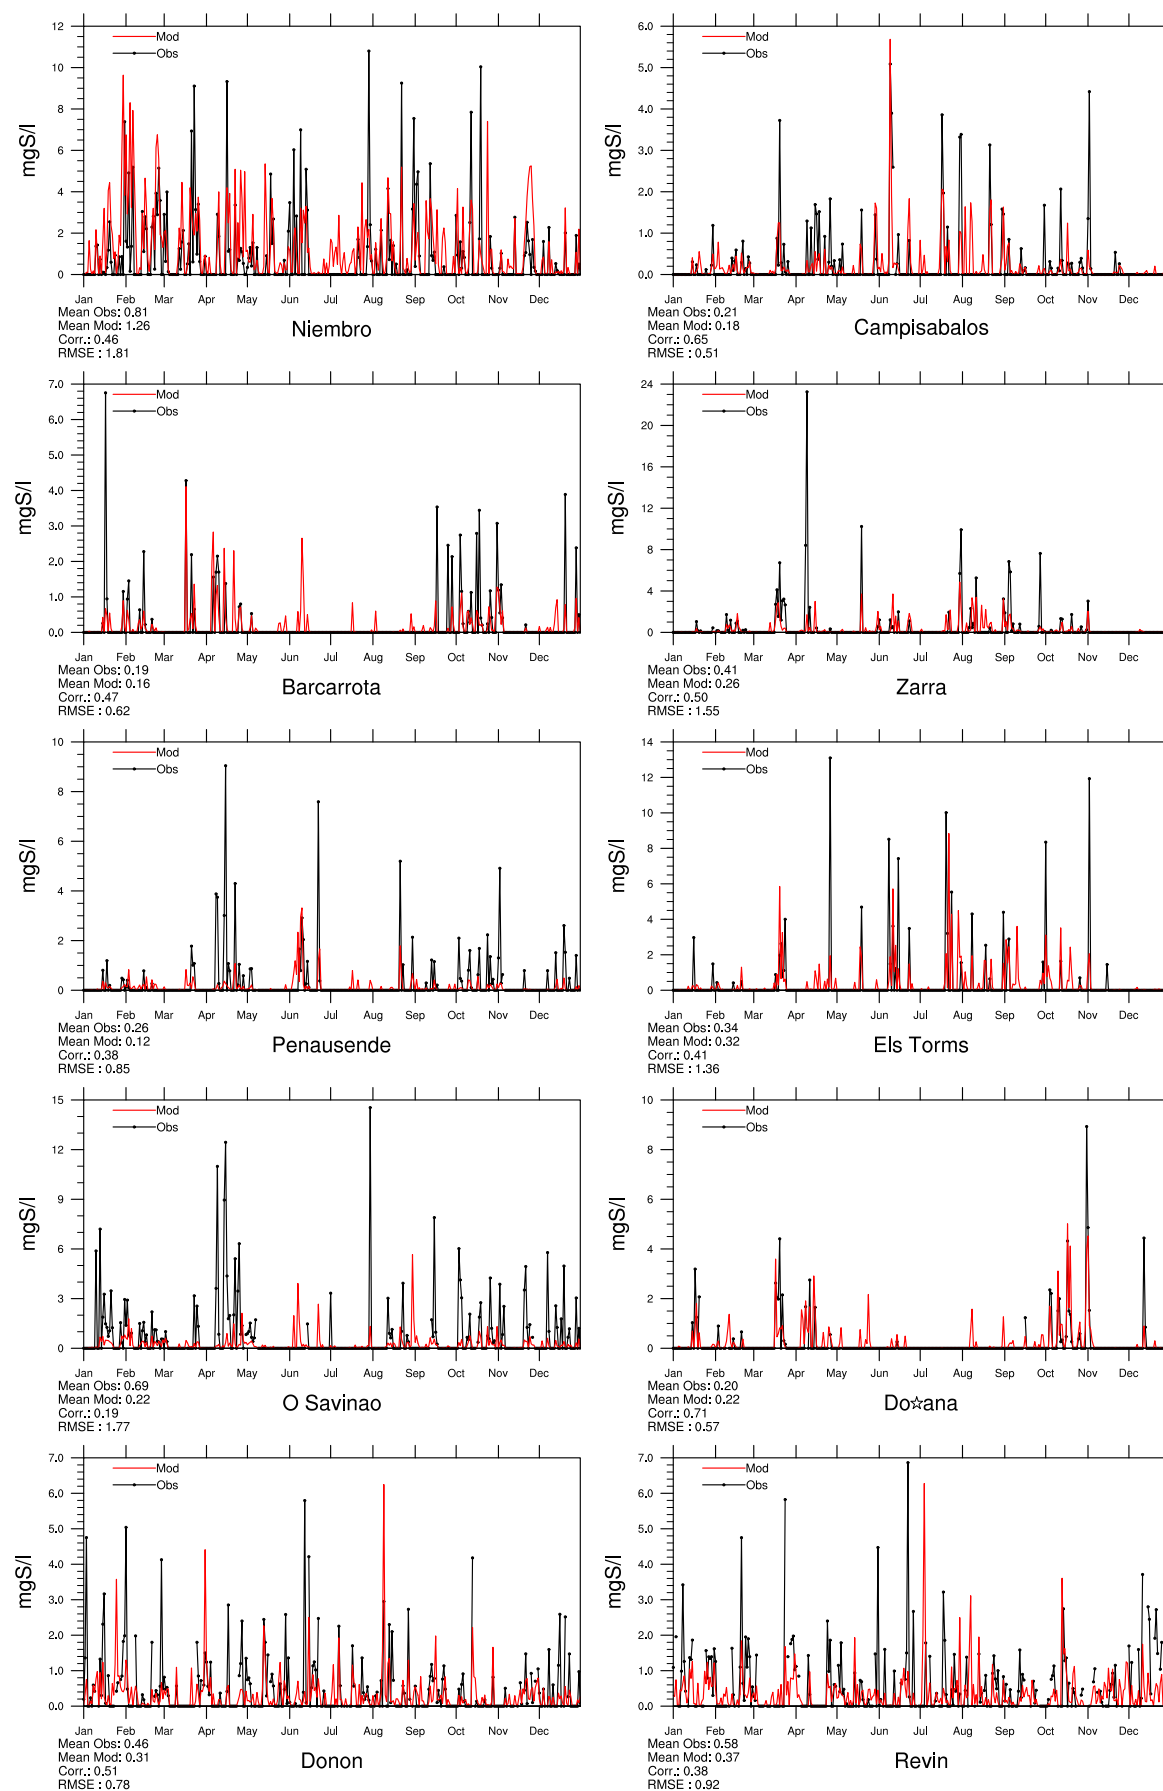 12
10
8
6
4
2
0
mgS/l
Mod
Obs
Jan Feb Mar Apr May Jun Jul Aug Sep Oct Nov Dec
Mean Obs: 0.81
Mean Mod: 1.26
Corr.: 0.46
RMSE : 1.81
Niembro
6.0
5.0
4.0
3.0
2.0
1.0
0.0
mgS/l
Mod
Obs
Jan Feb Mar Apr May Jun Jul Aug Sep Oct Nov Dec
Mean Obs: 0.21
Mean Mod: 0.18
Corr.: 0.65
RMSE : 0.51
Campisabalos
7.0
6.0
5.0
4.0
3.0
2.0
1.0
0.0
mgS/l
Mod
Obs
Jan Feb Mar Apr May Jun Jul Aug Sep Oct Nov Dec
Mean Obs: 0.19
Mean Mod: 0.16
Corr.: 0.47
RMSE : 0.62
Barcarrota
24
20
16
12
8
4
0
mgS/l
Mod
Obs
Jan Feb Mar Apr May Jun Jul Aug Sep Oct Nov Dec
Mean Obs: 0.41
Mean Mod: 0.26
Corr.: 0.50
RMSE : 1.55
Zarra
10
8
6
4
2
0
mgS/l
Mod
Obs
Jan Feb Mar Apr May Jun Jul Aug Sep Oct Nov Dec
Mean Obs: 0.26
Mean Mod: 0.12
Corr.: 0.38
RMSE : 0.85
Penausende
14
12
10
8
6
4
2
0
mgS/l
Mod
Obs
Jan Feb Mar Apr May Jun Jul Aug Sep Oct Nov Dec
Mean Obs: 0.34
Mean Mod: 0.32
Corr.: 0.41
RMSE : 1.36
Els Torms
15
12
9
6
3
0
mgS/l
Mod
Obs
Jan Feb Mar Apr May Jun Jul Aug Sep Oct Nov Dec
Mean Obs: 0.69
Mean Mod: 0.22
Corr.: 0.19
RMSE : 1.77
O Savinao
10
8
6
4
2
0
mgS/l
Mod
Obs
Jan Feb Mar Apr May Jun Jul Aug Sep Oct Nov Dec
Mean Obs: 0.20
Mean Mod: 0.22
Corr.: 0.71
RMSE : 0.57
Do☆ana
7.0
6.0
5.0
4.0
3.0
2.0
1.0
0.0
mgS/l
Mod
Obs
Jan Feb Mar Apr May Jun Jul Aug Sep Oct Nov Dec
Mean Obs: 0.46
Mean Mod: 0.31
Corr.: 0.51
RMSE : 0.78
Donon
7.0
6.0
5.0
4.0
3.0
2.0
1.0
0.0
mgS/l
Mod
Obs
Jan Feb Mar Apr May Jun Jul Aug Sep Oct Nov Dec
Mean Obs: 0.58
Mean Mod: 0.37
Corr.: 0.38
RMSE : 0.92
Revin